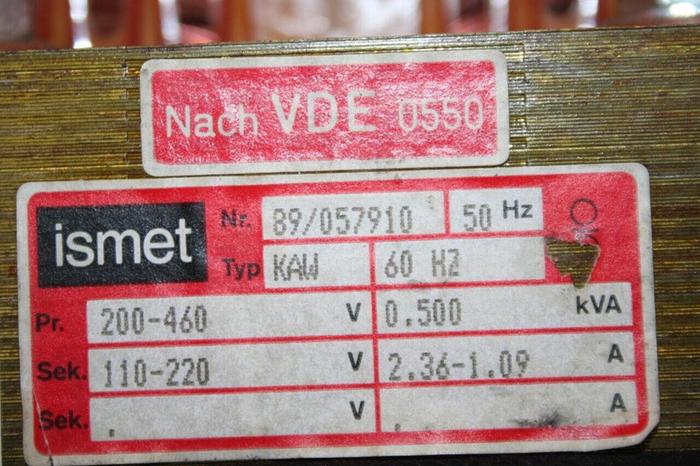 Nach VDE 0550
ismet Nr. 89/057910 50 Hz
Typ KAW 60 HZ
Pr. 200-460 V 0.500 kVA
Sek. 110-220 V 2.36-1.09 A
Sek. , V , A